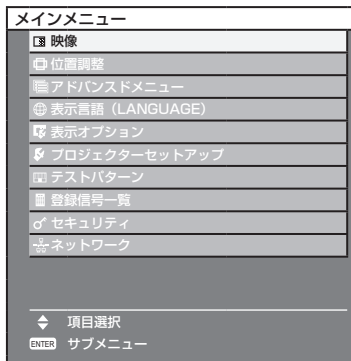 メインメニュー
映像
位置調整
アドバンスドメニュー
表示言語（LANGUAGE）
表示オプション
プロジェクターセットアップ
テストパターン
登録信号一覧
セキュリティ
ネットワーク
項目選択
ENTER サブメニュー